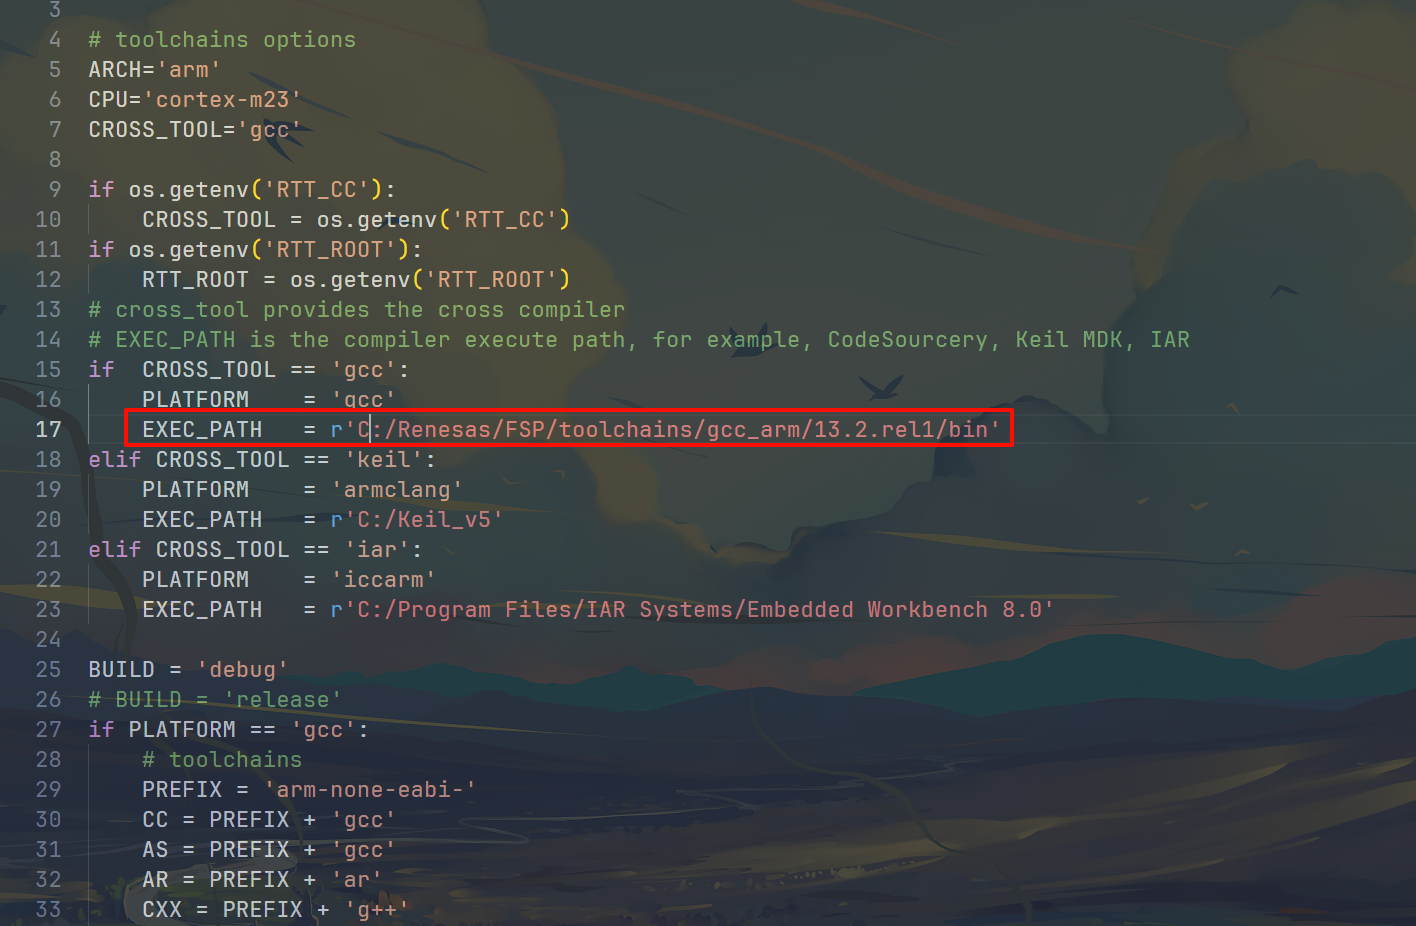 3
4 # toolchains options
5 ARCH='arm'
6 CPU='cortex-m23'
7 CROSS_TOOL='gcc'
8
9 if os.getenv('RTT_CC'):
10     CROSS_TOOL = os.getenv('RTT_CC')
11 if os.getenv('RTT_ROOT'):
12     RTT_ROOT = os.getenv('RTT_ROOT')
13 # cross_tool provides the cross compiler
14 # EXEC_PATH is the compiler execute path, for example, CodeSourcery, Keil MDK, IAR
15 if  CROSS_TOOL == 'gcc':
16     PLATFORM    = 'gcc'
17     EXEC_PATH   = r'C:/Renesas/FSP/toolchains/gcc_arm/13.2.rel1/bin'
18 elif CROSS_TOOL == 'keil':
19     PLATFORM    = 'armclang'
20     EXEC_PATH   = r'C:/Keil_v5'
21 elif CROSS_TOOL == 'iar':
22     PLATFORM    = 'iccarm'
23     EXEC_PATH   = r'C:/Program Files/IAR Systems/Embedded Workbench 8.0'
24
25 BUILD = 'debug'
26 # BUILD = 'release'
27 if PLATFORM == 'gcc':
28     # toolchains
29     PREFIX = 'arm-none-eabi-'
30     CC = PREFIX + 'gcc'
31     AS = PREFIX + 'gcc'
32     AR = PREFIX + 'ar'
33     CXX = PREFIX + 'g++'